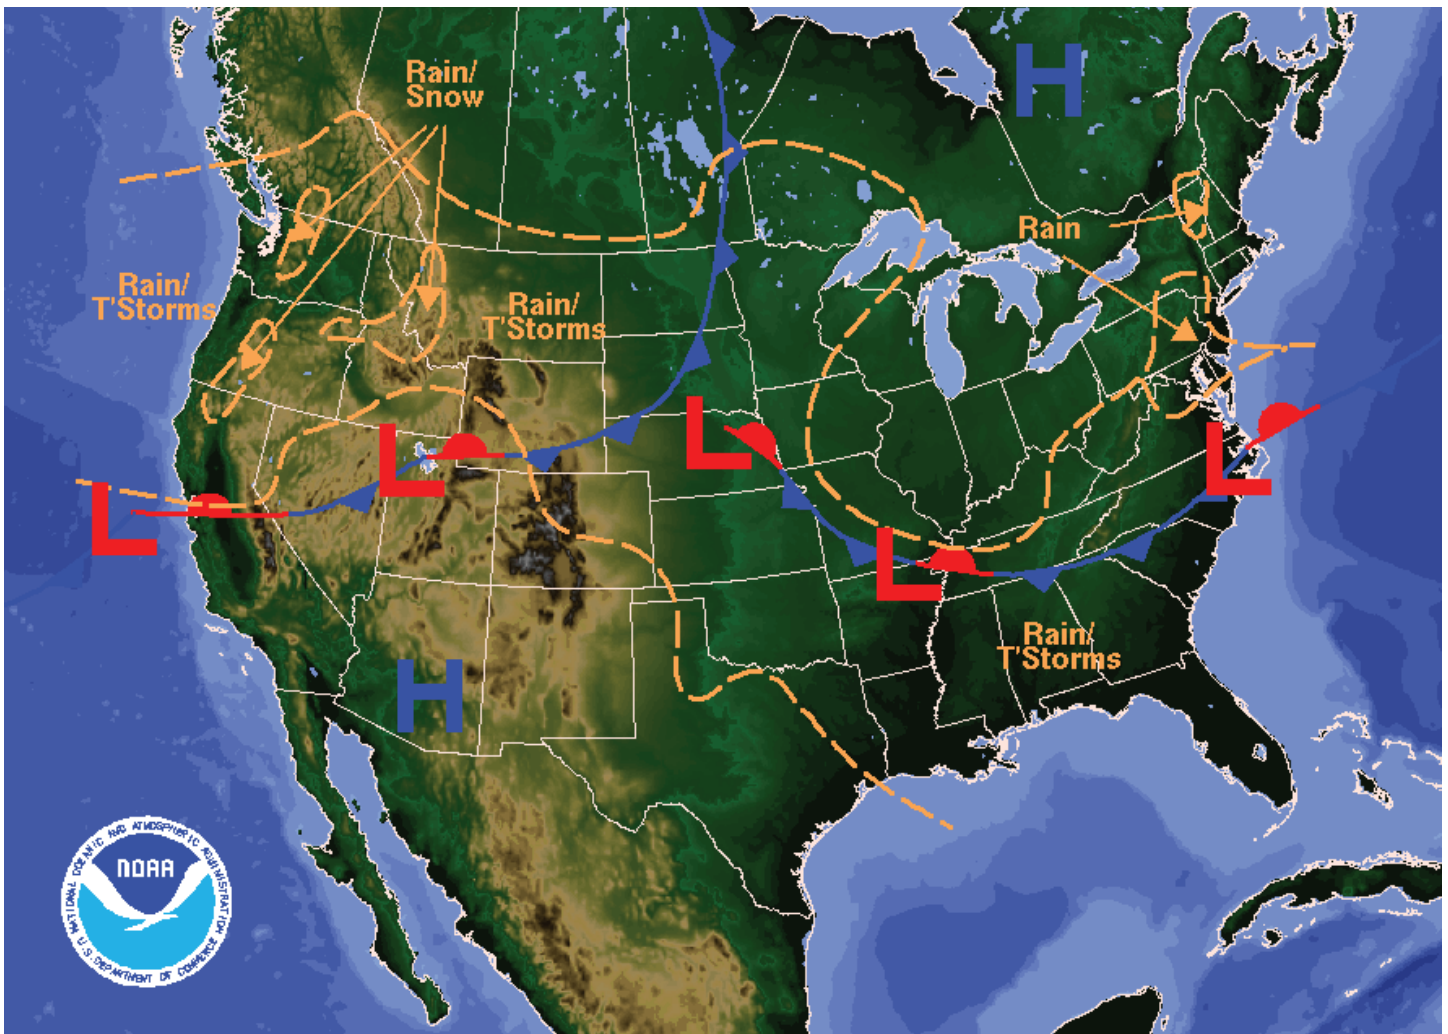 Rain/
Snow
H
Rain
Rain/
T'Storms
Rain/
T'Storms
L
L
L
L
L
Rain/
T'Storms
H
NATIONAL OCEANIC AND ATMOSPHERIC ADMINISTRATION
NOAA
U.S. DEPARTMENT OF COMMERCE